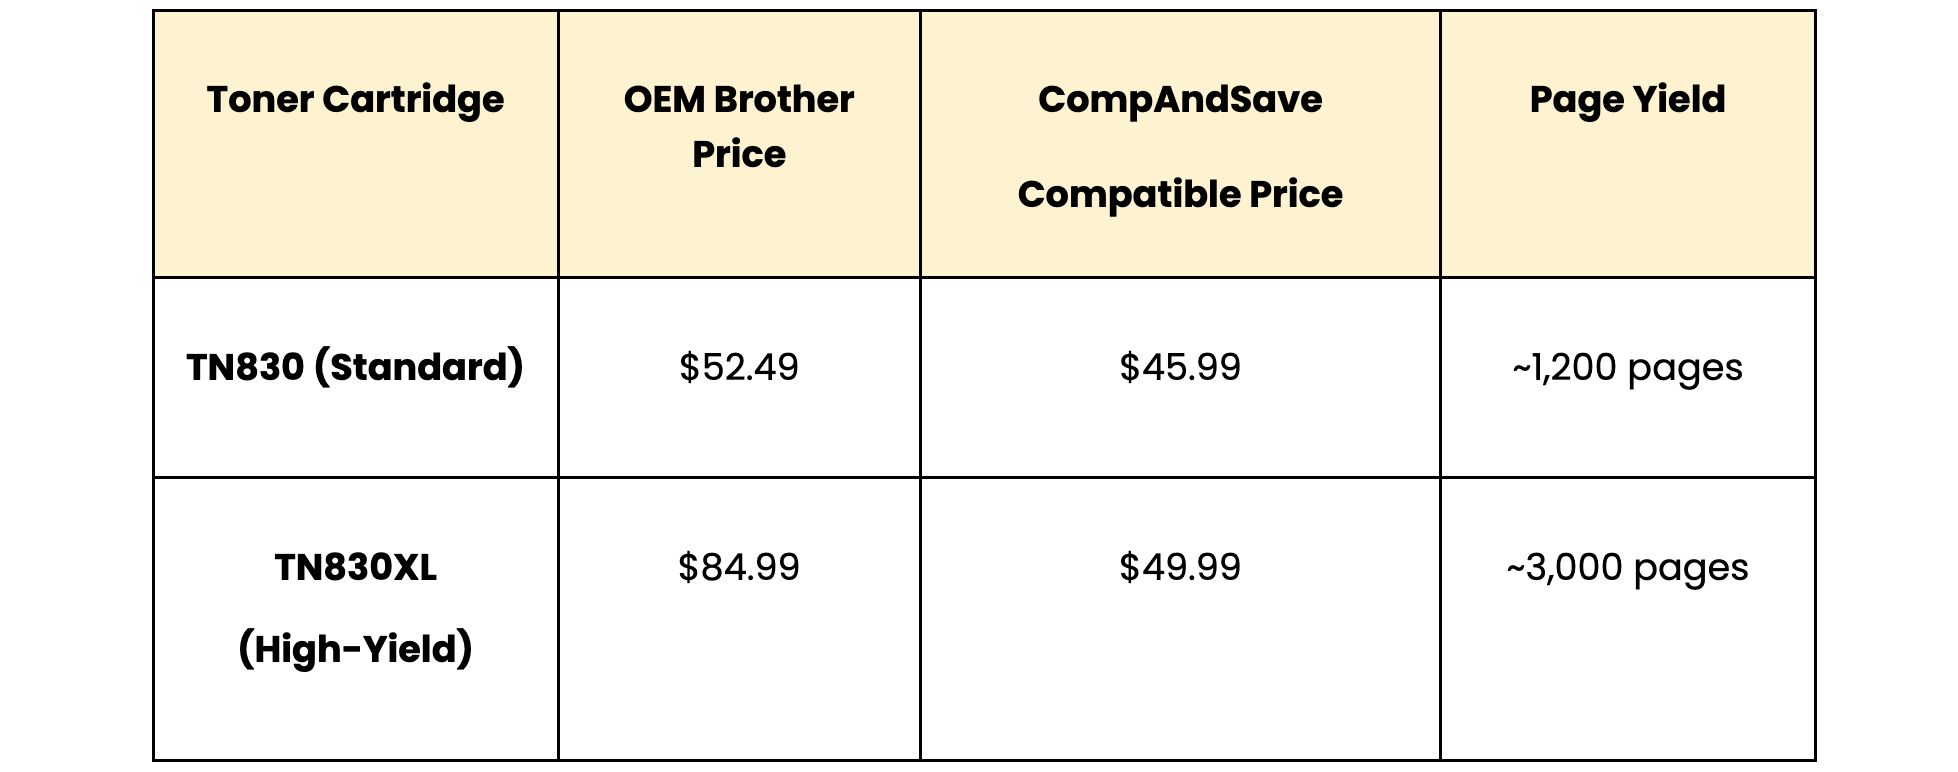 Toner Cartridge
OEM Brother
Price
CompAndSave
Compatible Price
Page Yield
TN830 (Standard)
$52.49
$45.99
~1,200 pages
TN830XL
(High-Yield)
$84.99
$49.99
~3,000 pages